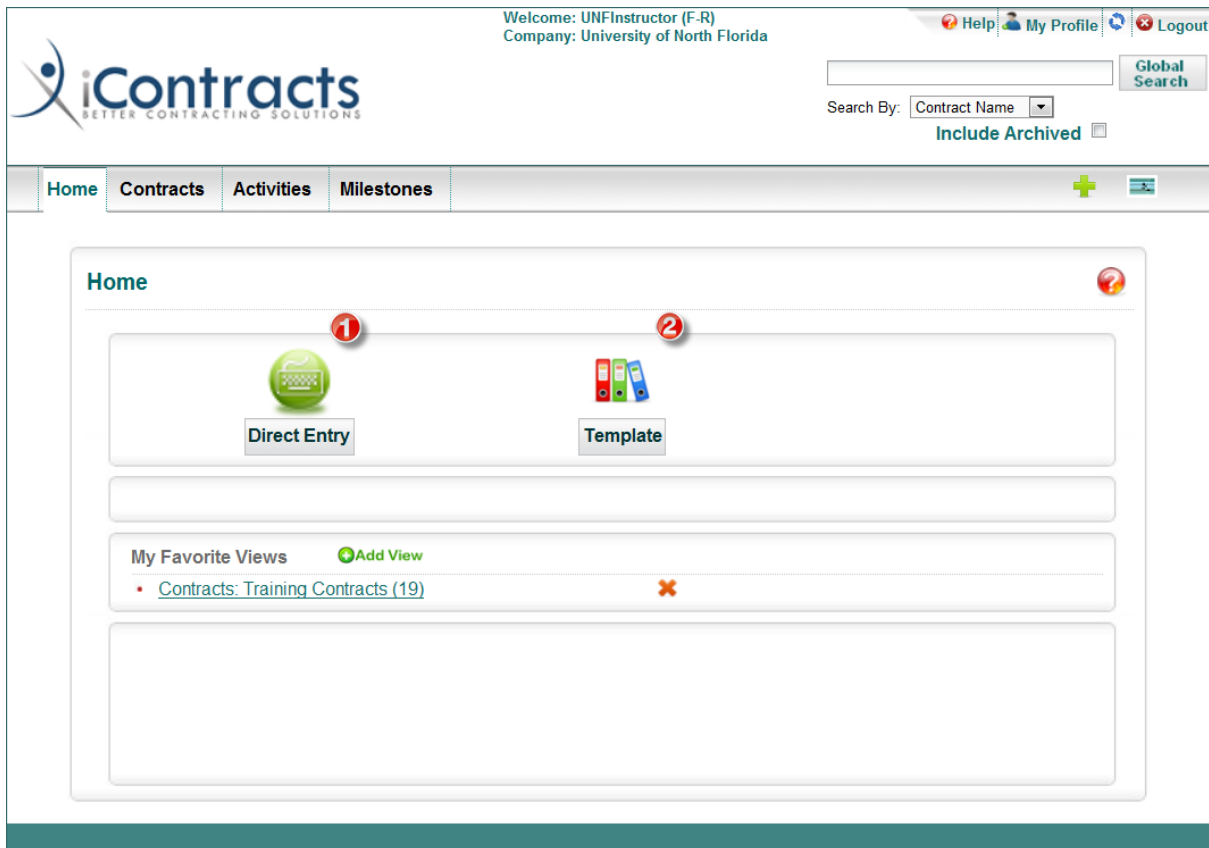 Welcome: UNFInstructor (F-R)
Company: University of North Florida
Help My Profile Logout
iContracts
BETTER CONTRACTING SOLUTIONS
Global Search
Search By: Contract Name
Include Archived
Home Contracts Activities Milestones
Home
1 2
Direct Entry Template
My Favorite Views Add View
Contracts: Training Contracts (19)